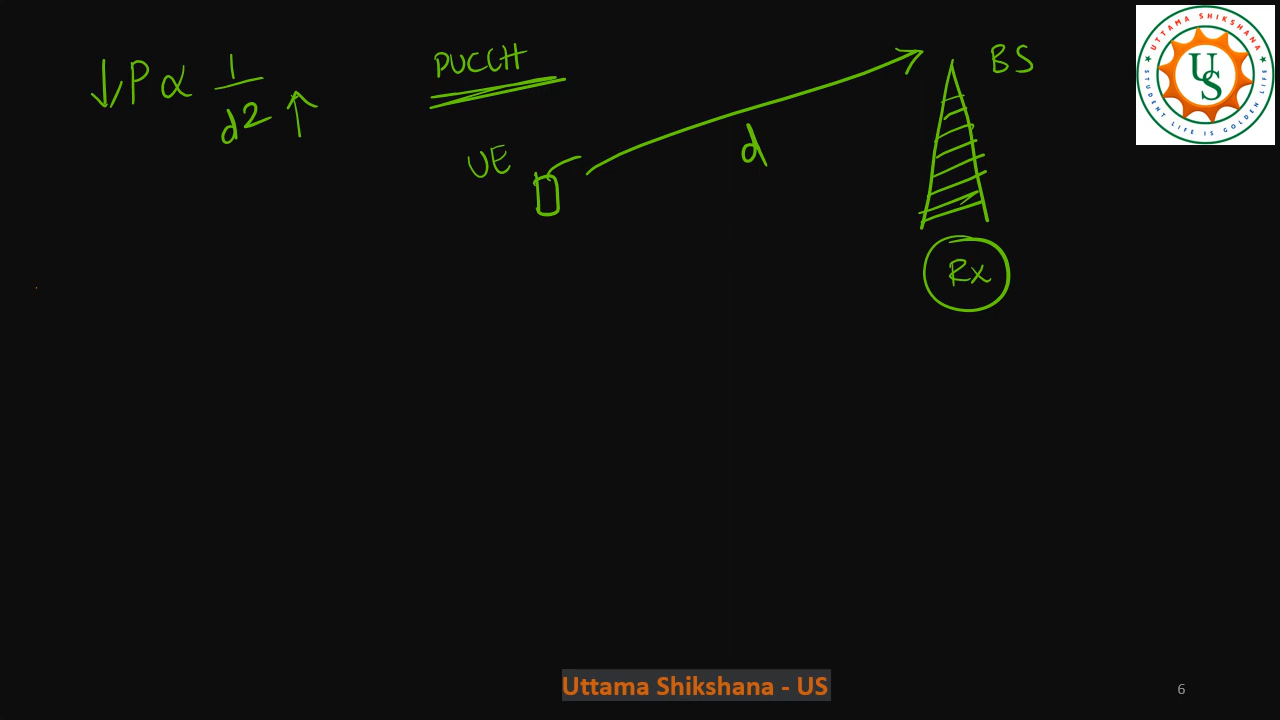 ↓P ∝ 1/d2 ↑
PUCCH
UE
d
BS
Rx
UTTAMA SHIKSHANA
US
STUDENT LIFE IS GOLDEN LIFE
Uttama Shikshana - US
6